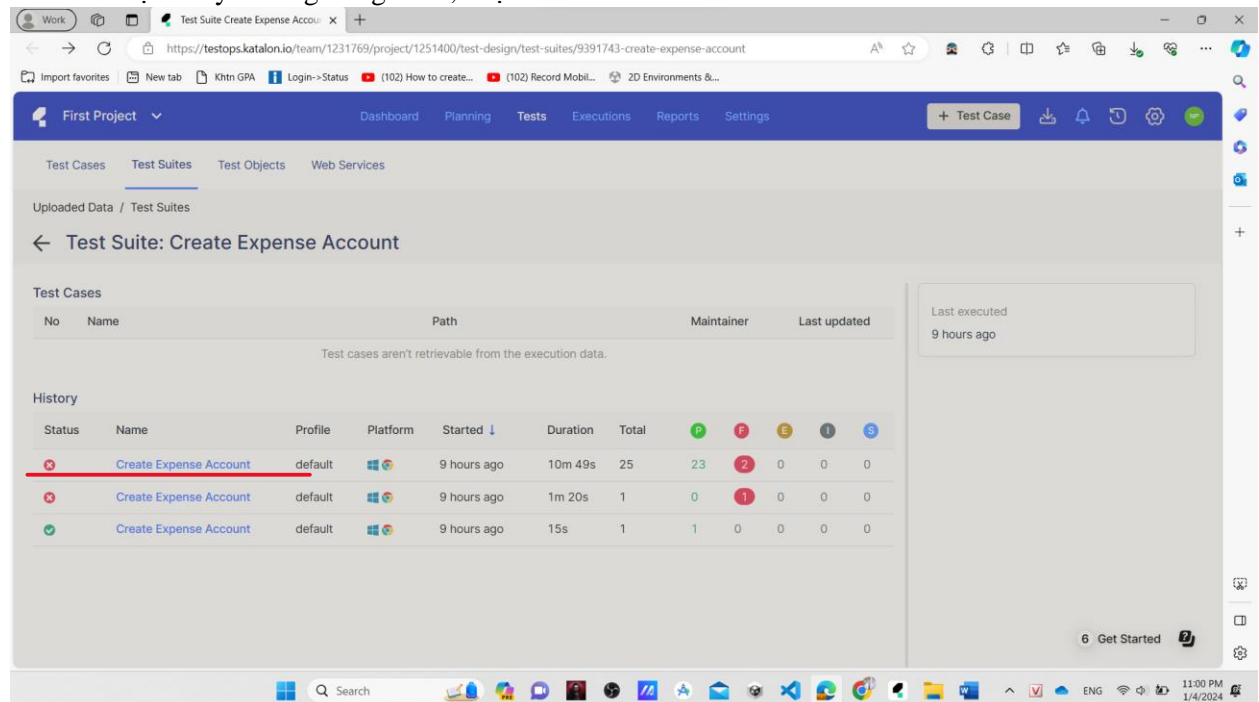 Work
Test Suite Create Expense Accou
https://testops.katalon.io/team/1231769/project/1251400/test-design/test-suites/9391743-create-expense-account
Import favorites New tab Khtn GPA Login->Status (102) How to create... (102) Record Mobil... 2D Environments &...
First Project Dashboard Planning Tests Executions Reports Settings + Test Case
Test Cases Test Suites Test Objects Web Services
Uploaded Data / Test Suites
← Test Suite: Create Expense Account
Test Cases
No Name Path Maintainer Last updated
Test cases aren't retrievable from the execution data.
Last executed
9 hours ago
History
Status Name Profile Platform Started ↓ Duration Total P F E I S
Create Expense Account default 9 hours ago 10m 49s 25 23 2 0 0 0
Create Expense Account default 9 hours ago 1m 20s 1 0 1 0 0 0
Create Expense Account default 9 hours ago 15s 1 1 0 0 0 0
6 Get Started
Search
ENG
11:00 PM
1/4/2024